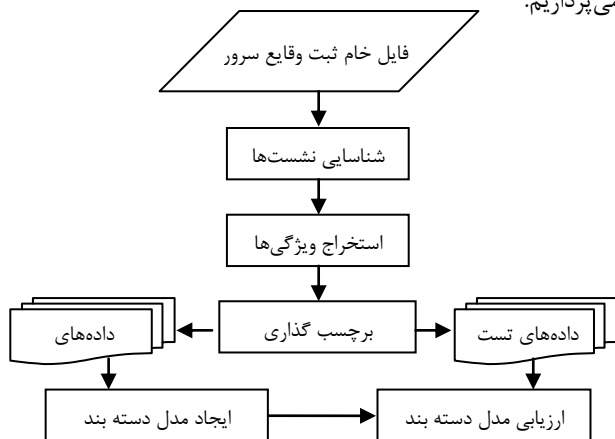 می‌پردازیم.
فایل خام ثبت وقایع سرور
شناسایی نشست‌ها
استخراج ویژگی‌ها
برچسب گذاری
داده‌های تست
داده‌های
ارزیابی مدل دسته بند
ایجاد مدل دسته بند